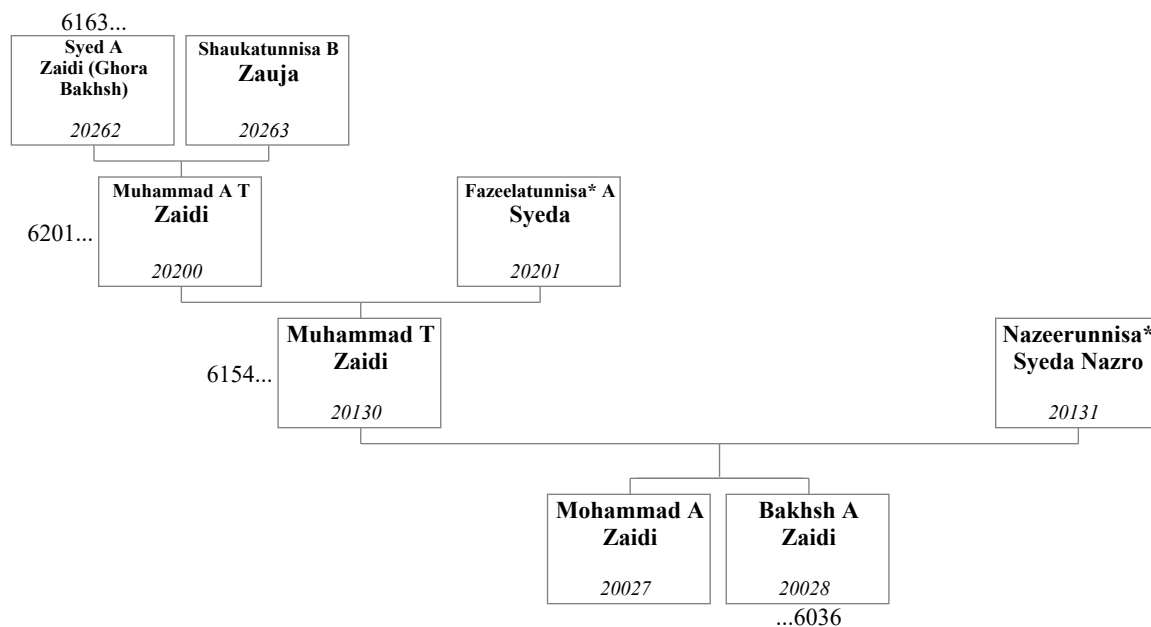 6163...
Syed A
Zaidi (Ghora
Bakhsh)
20262
Shaukatunnisa B
Zauja
20263
Muhammad A T
Zaidi
20200
6201...
Fazeelatunnisa* A
Syeda
20201
Muhammad T
Zaidi
20130
6154...
Nazeerunnisa*
Syeda Nazro
20131
Mohammad A
Zaidi
20027
Bakhsh A
Zaidi
20028
...6036